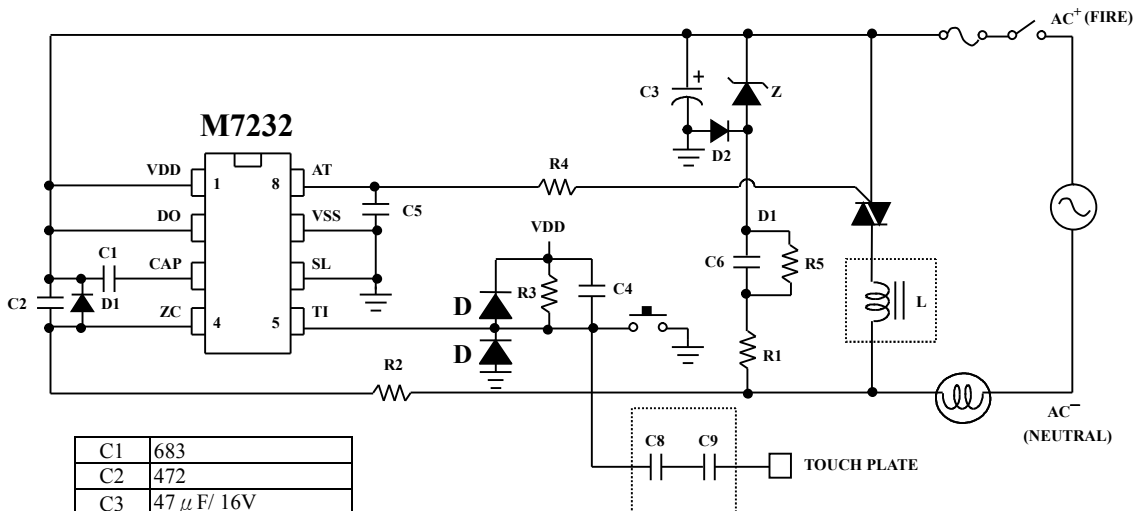 AC+ (FIRE)
C3
+
Z
D2
M7232
VDD
1
8
AT
R4
DO
VSS
C5
VDD
D1
C1
CAP
SL
C6
R5
C2
D1
D
R3
C4
L
ZC
4
5
TI
D
R1
R2
AC−
(NEUTRAL)
C8
C9
TOUCH PLATE
C1 683
C2 472
C3 47 μF/ 16V